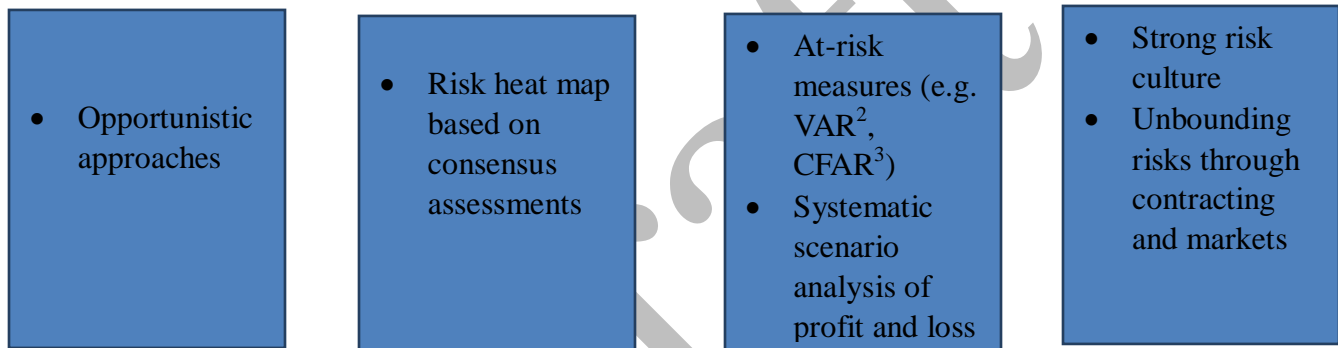 • Opportunistic
approaches
• Risk heat map
based on
consensus
assessments
• At-risk
measures (e.g.
VAR²,
CFAR³)
• Systematic
scenario
analysis of
profit and loss
• Strong risk
culture
• Unbounding
risks through
contracting
and markets